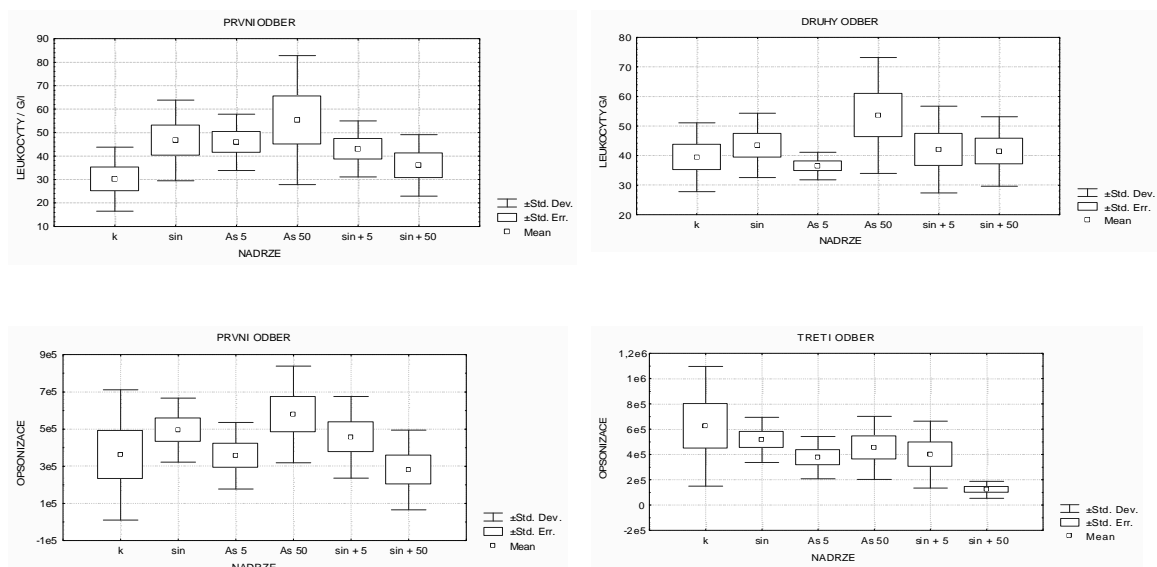 PRVNI ODBER
90
80
70
60
50
40
30
20
10
LEUKOCYTY / G/l
k sin As 5 As 50 sin + 5 sin + 50
NADRZE
±Std. Dev.
±Std. Err.
Mean
DRUHY ODBER
80
70
60
50
40
30
20
LEUKOCYTY G/l
k sin As 5 As 50 sin + 5 sin + 50
NADRZE
±Std. Dev.
±Std. Err.
Mean
PRVNI ODBER
9e5
7e5
5e5
3e5
1e5
-1e5
OPSONIZACE
k sin As 5 As 50 sin + 5 sin + 50
NADRZE
±Std. Dev.
±Std. Err.
Mean
TRETI ODBER
1,2e6
1e6
8e5
6e5
4e5
2e5
0
-2e5
OPSONIZACE
k sin As 5 As 50 sin + 5 sin + 50
NADRZE
±Std. Dev.
±Std. Err.
Mean